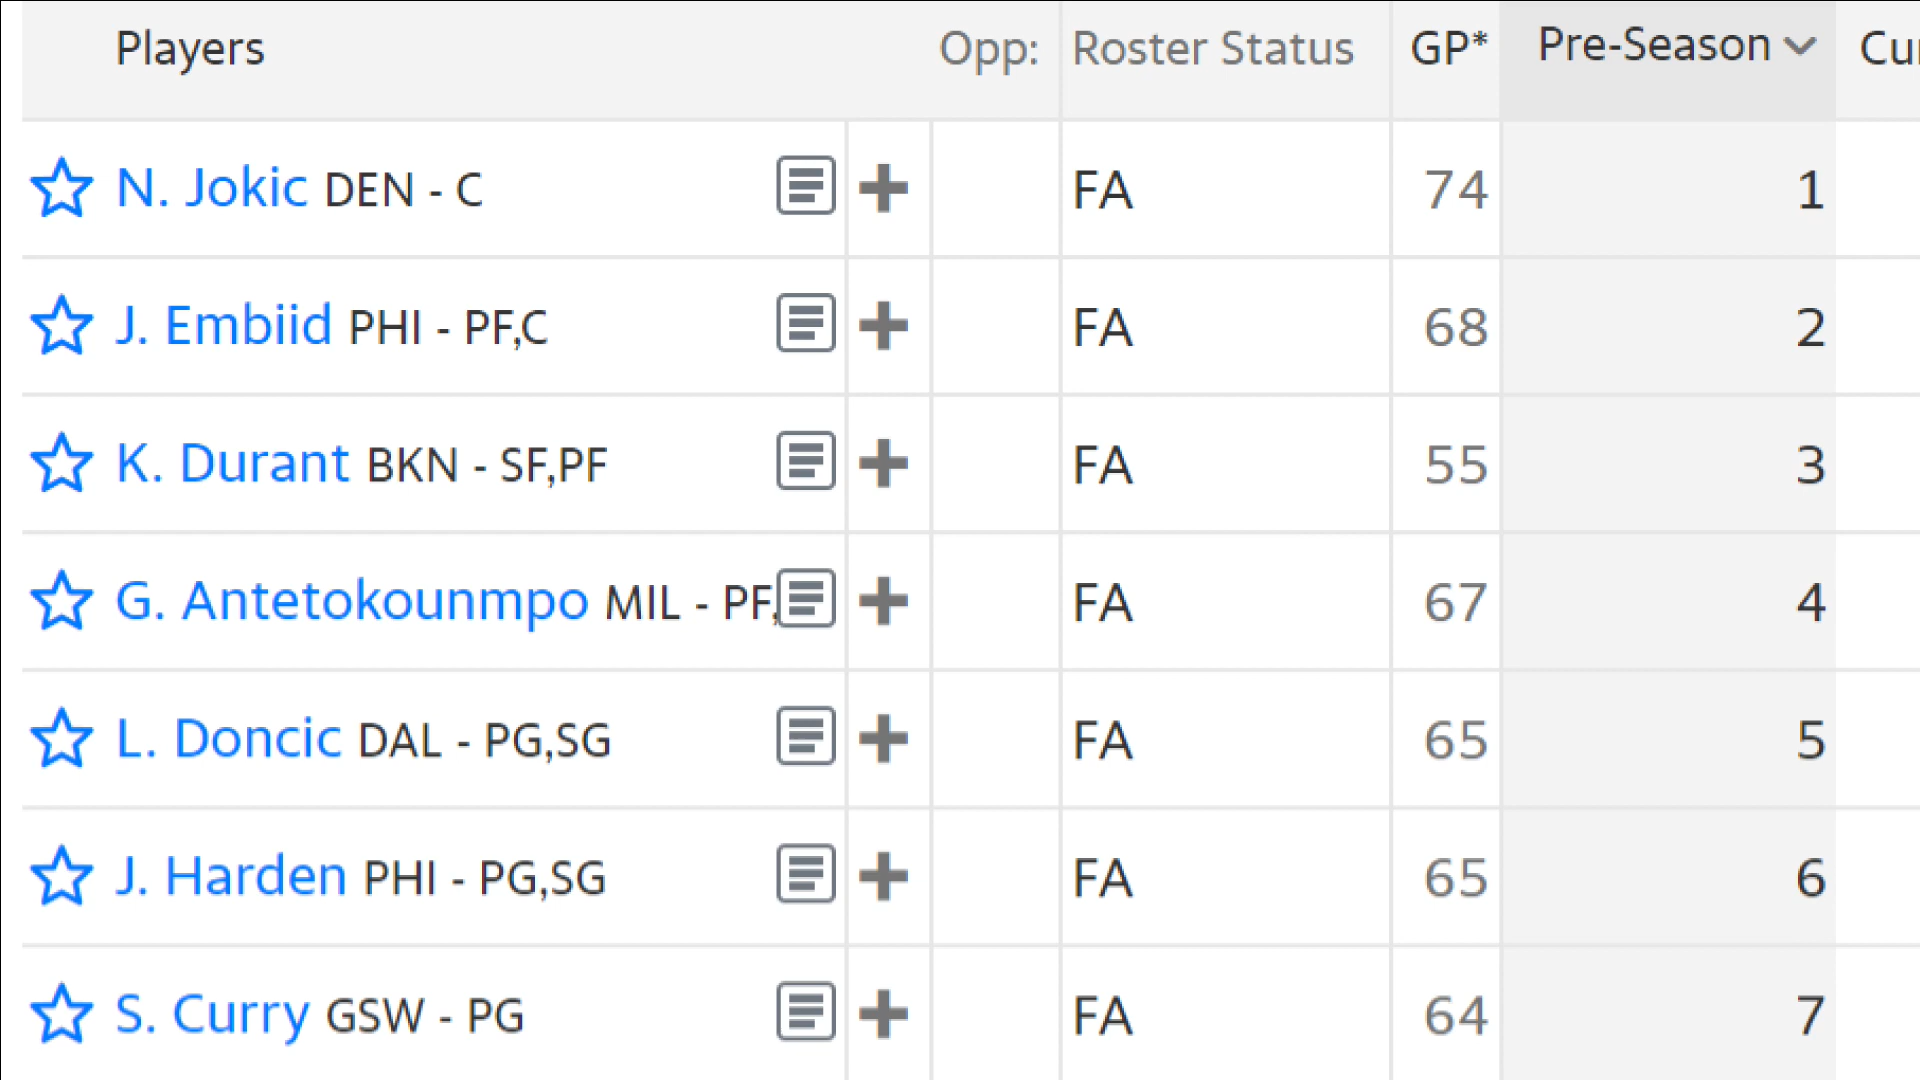 Players Opp: Roster Status GP* Pre-Season
N. Jokic DEN - C FA 74 1
J. Embiid PHI - PF,C FA 68 2
K. Durant BKN - SF,PF FA 55 3
G. Antetokounmpo MIL - PF, FA 67 4
L. Doncic DAL - PG,SG FA 65 5
J. Harden PHI - PG,SG FA 65 6
S. Curry GSW - PG FA 64 7